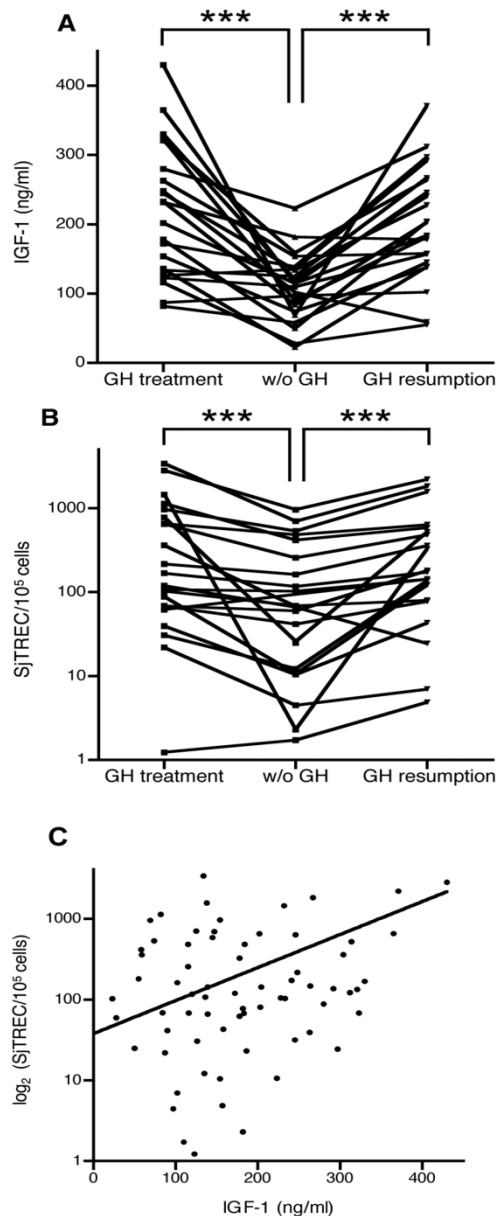 A
*** ***
IGF-1 (ng/ml)
400
300
200
100
0
GH treatment w/o GH GH resumption
B
*** ***
SjTREC/10⁵ cells
1000
100
10
1
GH treatment w/o GH GH resumption
C
log₂ (SjTREC/10⁵ cells)
1000
100
10
1
0 100 200 300 400
IGF-1 (ng/ml)